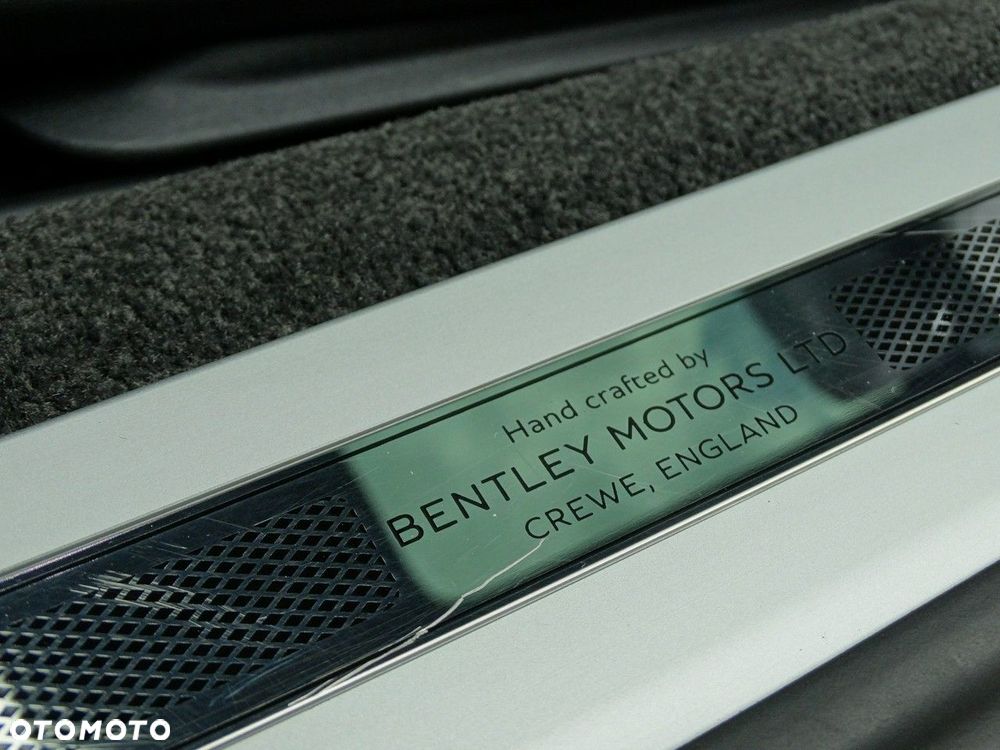 Hand crafted by
BENTLEY MOTORS LTD
CREWE, ENGLAND
OTOMOTO